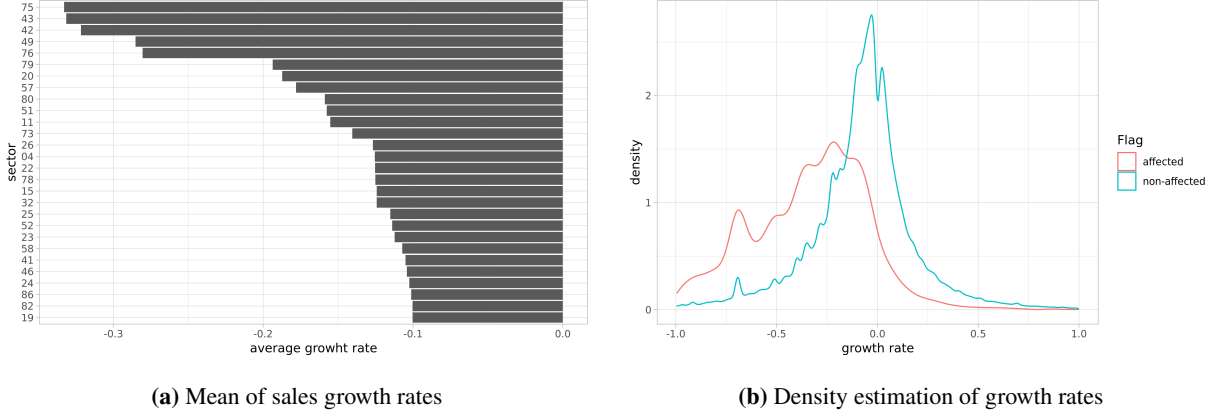 75
43
42
49
76
79
20
57
80
51
11
73
26
04
22
78
15
32
25
52
23
58
41
46
24
86
82
19
sector
-0.3 -0.2 -0.1 0.0
average growht rate
(a) Mean of sales growth rates
density
2
1
0
-1.0 -0.5 0.0 0.5 1.0
growth rate
Flag
affected
non-affected
(b) Density estimation of growth rates